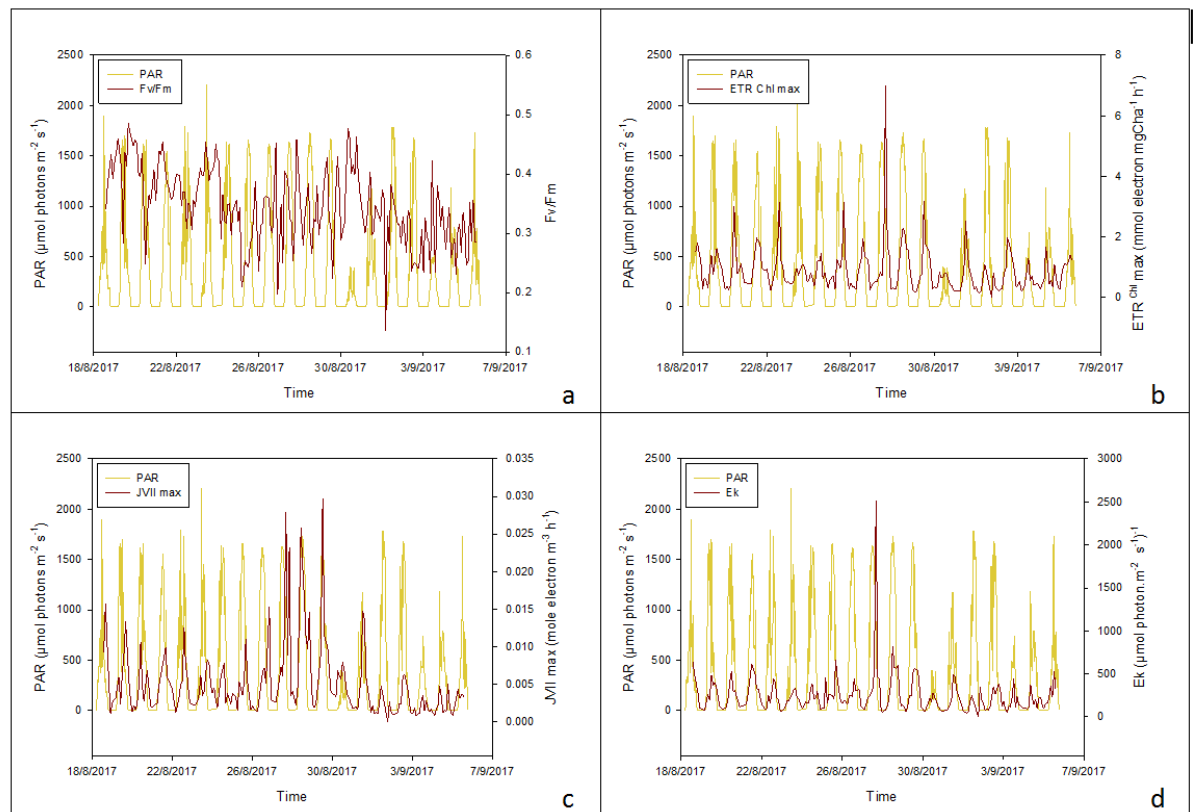 PAR
Fv/Fm
2500
2000
1500
1000
500
0
PAR (µmol photons m⁻² s⁻¹)
0.6
0.5
0.4
0.3
0.2
0.1
Fv/Fm
18/8/2017 22/8/2017 26/8/2017 30/8/2017 3/9/2017 7/9/2017
Time
a
PAR
ETR Chl max
2500
2000
1500
1000
500
0
PAR (µmol photons m⁻² s⁻¹)
8
6
4
2
0
ETR ᶜʰˡ max (mmol electron mgCha⁻¹ h⁻¹)
18/8/2017 22/8/2017 26/8/2017 30/8/2017 3/9/2017 7/9/2017
Time
b
PAR
JVII max
2500
2000
1500
1000
500
0
PAR (µmol photons m⁻² s⁻¹)
0.035
0.030
0.025
0.020
0.015
0.010
0.005
0.000
JVII max (mole electron m⁻³ h⁻¹)
18/8/2017 22/8/2017 26/8/2017 30/8/2017 3/9/2017 7/9/2017
Time
c
PAR
Ek
2500
2000
1500
1000
500
0
PAR (µmol photons m⁻² s⁻¹)
3000
2500
2000
1500
1000
500
0
Ek (µmol photon.m⁻² s⁻¹)⁻¹
18/8/2017 22/8/2017 26/8/2017 30/8/2017 3/9/2017 7/9/2017
Time
d